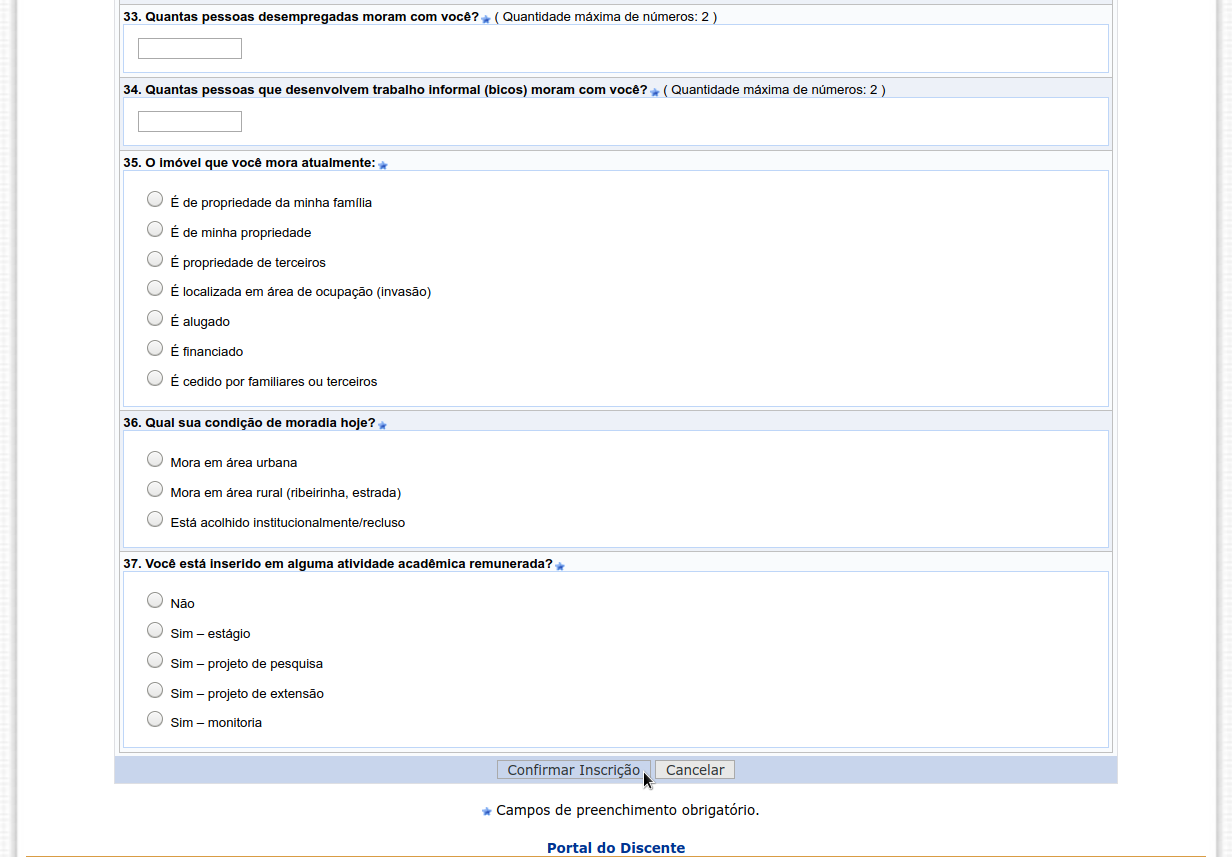 33. Quantas pessoas desempregadas moram com você? ( Quantidade máxima de números: 2 )
34. Quantas pessoas que desenvolvem trabalho informal (bicos) moram com você? ( Quantidade máxima de números: 2 )
35. O imóvel que você mora atualmente:
É de propriedade da minha família
É de minha propriedade
É propriedade de terceiros
É localizada em área de ocupação (invasão)
É alugado
É financiado
É cedido por familiares ou terceiros
36. Qual sua condição de moradia hoje?
Mora em área urbana
Mora em área rural (ribeirinha, estrada)
Está acolhido institucionalmente/recluso
37. Você está inserido em alguma atividade acadêmica remunerada?
Não
Sim – estágio
Sim – projeto de pesquisa
Sim – projeto de extensão
Sim – monitoria
Confirmar Inscrição Cancelar
Campos de preenchimento obrigatório.
Portal do Discente